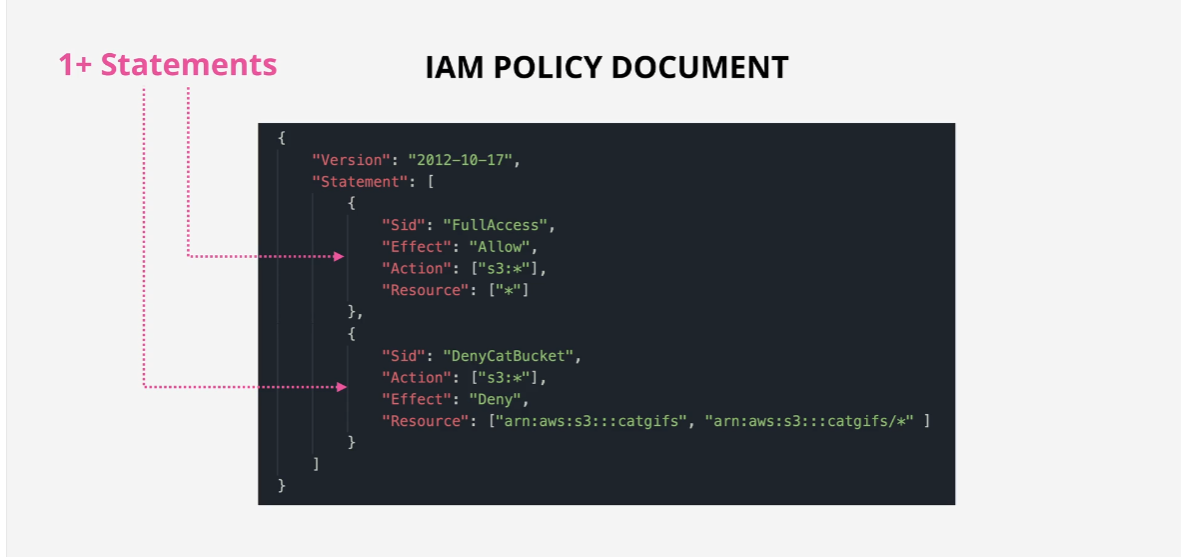 1+ Statements
IAM POLICY DOCUMENT
{
"Version": "2012-10-17",
"Statement": [
{
"Sid": "FullAccess",
"Effect": "Allow",
"Action": ["s3:*"],
"Resource": ["*"]
},
{
"Sid": "DenyCatBucket",
"Action": ["s3:*"],
"Effect": "Deny",
"Resource": ["arn:aws:s3:::catgifs", "arn:aws:s3:::catgifs/*" ]
}
]
}